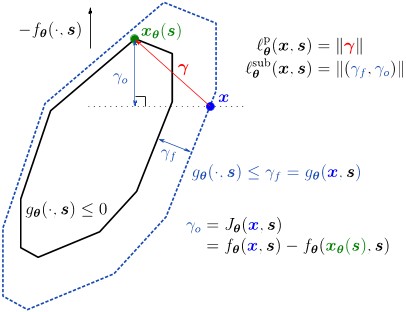 −f_θ(·, s)
x_θ(s)
ℓ^p_θ(x, s) = ‖γ‖
ℓ^sub_θ(x, s) = ‖(γ_f, γ_o)‖
γ_o
γ
x
γ_f
g_θ(·, s) ≤ γ_f = g_θ(x, s)
g_θ(·, s) ≤ 0
γ_o = J_θ(x, s)
= f_θ(x, s) − f_θ(x_θ(s), s)